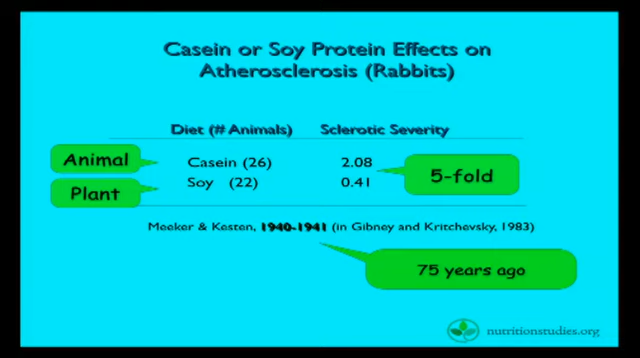 Casein or Soy Protein Effects on
Atherosclerosis (Rabbits)
Diet (# Animals) Sclerotic Severity
Animal Casein (26) 2.08 5-fold
Plant Soy (22) 0.41
Meeker & Kesten, 1940-1941 (in Gibney and Kritchevsky, 1983)
75 years ago
nutritionstudies.org